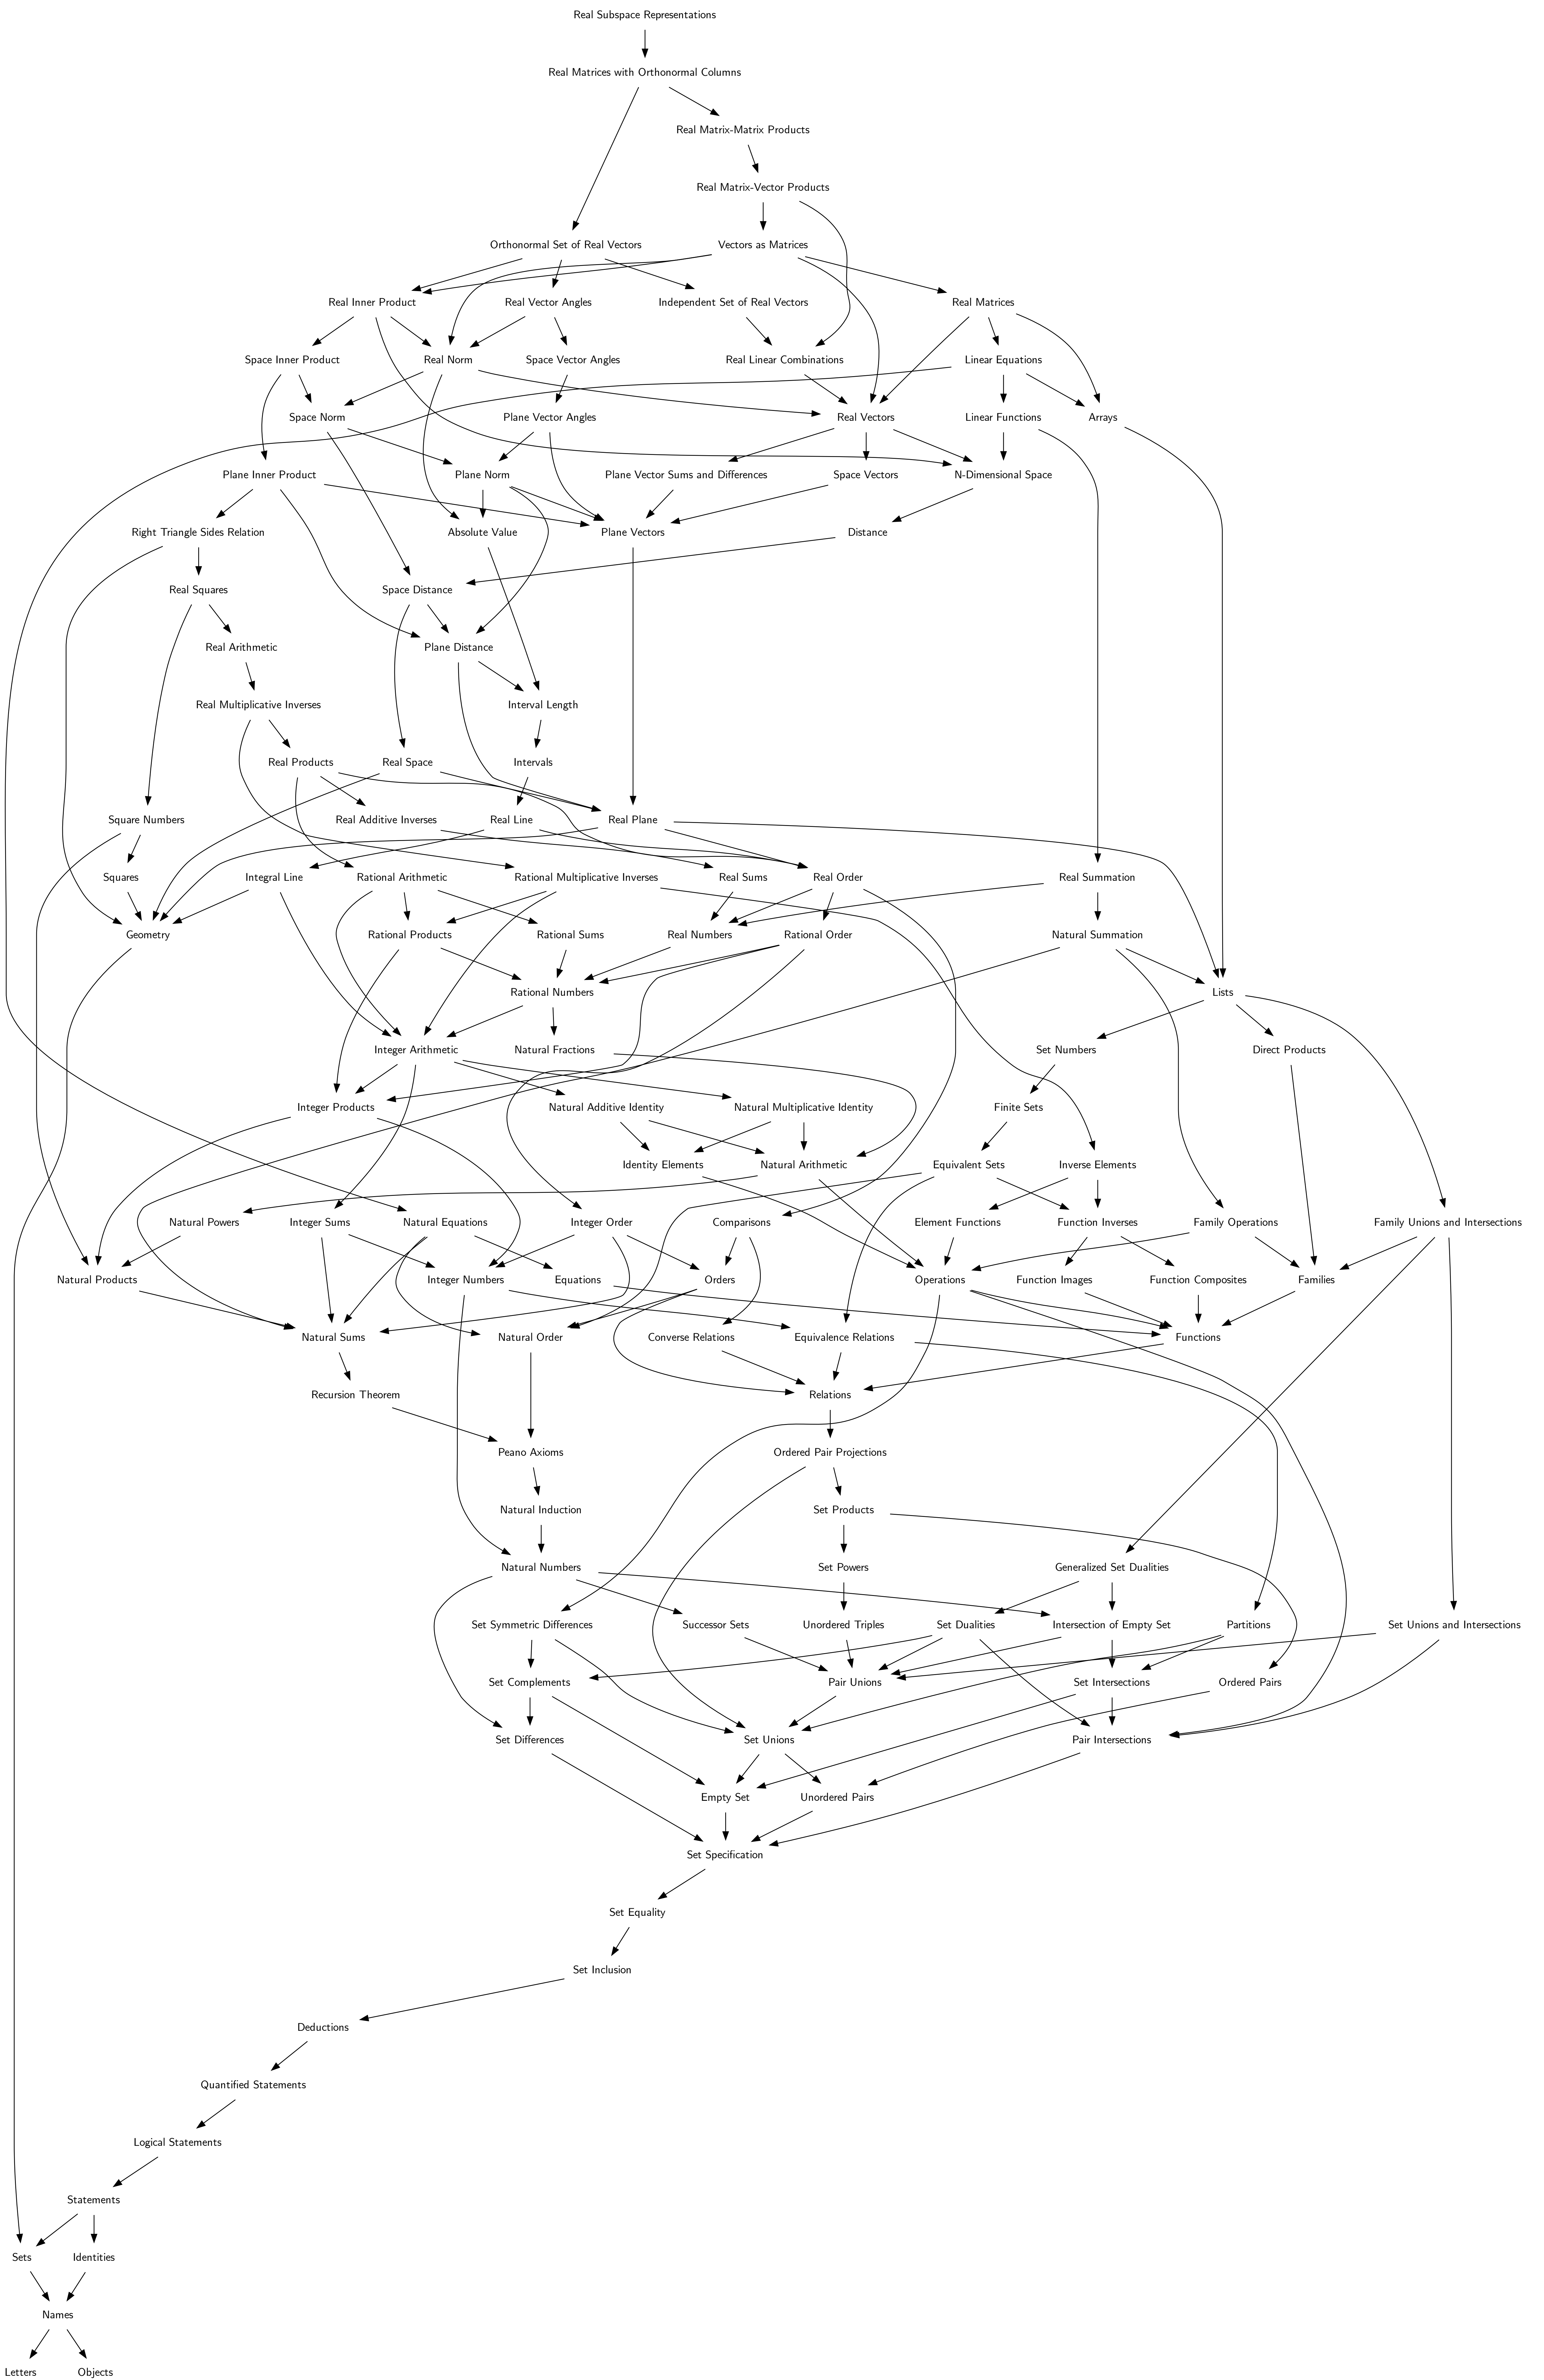 Real Subspace Representations
Real Matrices with Orthonormal Columns
Real Matrix-Matrix Products
Real Matrix-Vector Products
Orthonormal Set of Real Vectors
Vectors as Matrices
Real Inner Product
Real Vector Angles
Independent Set of Real Vectors
Real Matrices
Space Inner Product
Real Norm
Space Vector Angles
Real Linear Combinations
Linear Equations
Space Norm
Plane Vector Angles
Real Vectors
Linear Functions
Arrays
Plane Inner Product
Plane Norm
Plane Vector Sums and Differences
Space Vectors
N-Dimensional Space
Right Triangle Sides Relation
Absolute Value
Plane Vectors
Distance
Real Squares
Space Distance
Real Arithmetic
Plane Distance
Real Multiplicative Inverses
Interval Length
Real Products
Real Space
Intervals
Square Numbers
Real Additive Inverses
Real Line
Real Plane
Squares
Integral Line
Rational Arithmetic
Rational Multiplicative Inverses
Real Sums
Real Order
Real Summation
Geometry
Rational Products
Rational Sums
Real Numbers
Rational Order
Natural Summation
Rational Numbers
Lists
Integer Arithmetic
Natural Fractions
Set Numbers
Direct Products
Integer Products
Natural Additive Identity
Natural Multiplicative Identity
Finite Sets
Identity Elements
Natural Arithmetic
Equivalent Sets
Inverse Elements
Natural Powers
Integer Sums
Natural Equations
Integer Order
Comparisons
Element Functions
Function Inverses
Family Operations
Family Unions and Intersections
Natural Products
Integer Numbers
Equations
Orders
Operations
Function Images
Function Composites
Families
Natural Sums
Natural Order
Converse Relations
Equivalence Relations
Functions
Recursion Theorem
Relations
Peano Axioms
Ordered Pair Projections
Natural Induction
Set Products
Natural Numbers
Set Powers
Generalized Set Dualities
Set Symmetric Differences
Successor Sets
Unordered Triples
Set Dualities
Intersection of Empty Set
Partitions
Set Unions and Intersections
Set Complements
Pair Unions
Set Intersections
Ordered Pairs
Set Differences
Set Unions
Pair Intersections
Empty Set
Unordered Pairs
Set Specification
Set Equality
Set Inclusion
Deductions
Quantified Statements
Logical Statements
Statements
Sets
Identities
Names
Letters
Objects